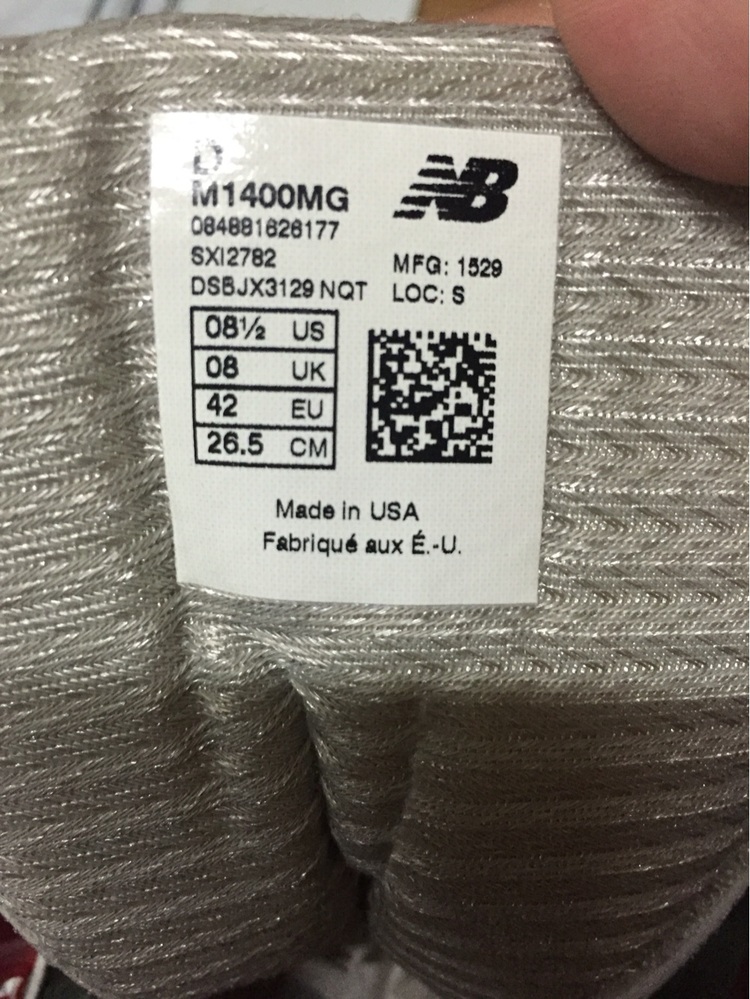 D
M1400MG
084881626177
SXI2782
DSBJX3129 NQT
NB
MFG: 1529
LOC: S
08½ US
08 UK
42 EU
26.5 CM
Made in USA
Fabriqué aux É.-U.